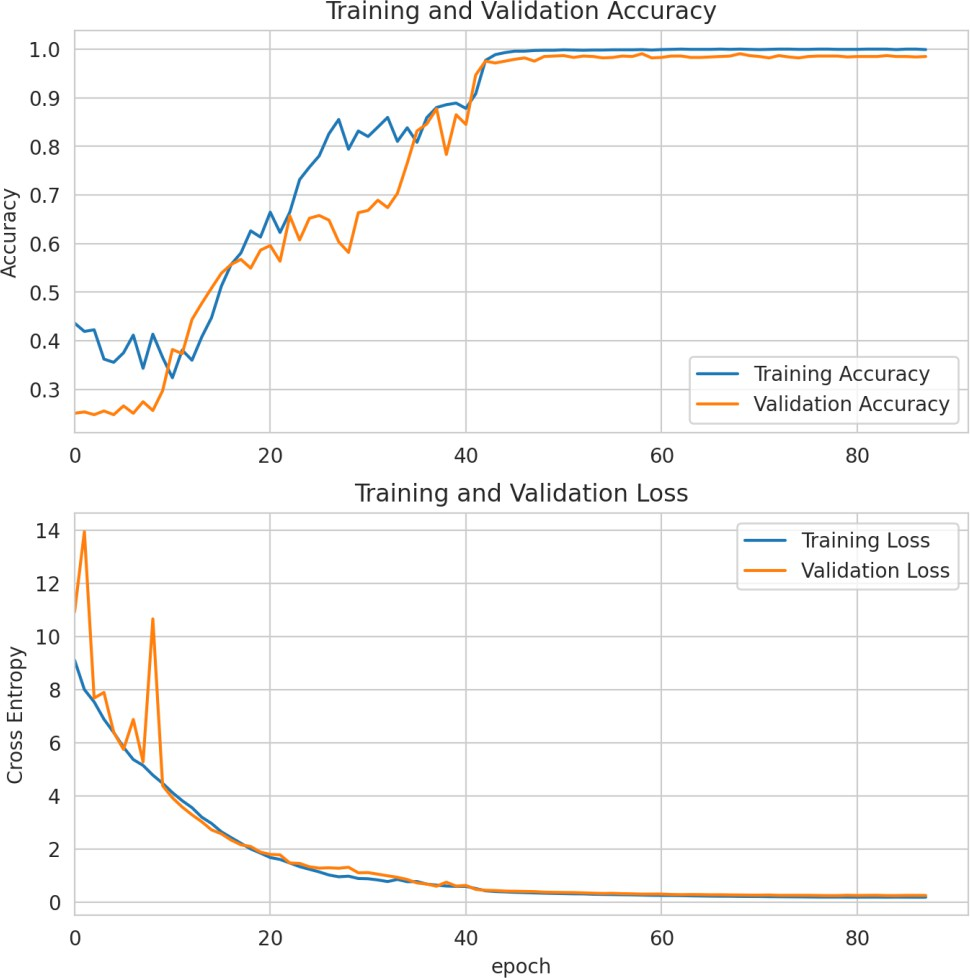 Training and Validation Accuracy
Accuracy
1.0
0.9
0.8
0.7
0.6
0.5
0.4
0.3
Training Accuracy
Validation Accuracy
0 20 40 60 80
Training and Validation Loss
Cross Entropy
14
12
10
8
6
4
2
0
Training Loss
Validation Loss
0 20 40 60 80
epoch